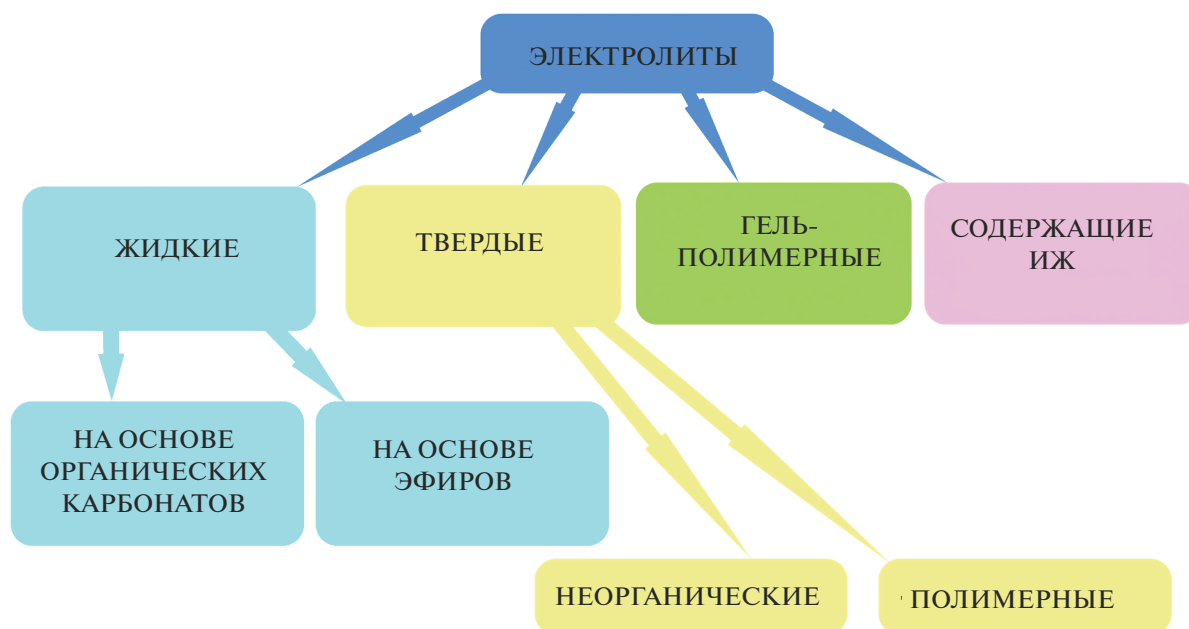 ЭЛЕКТРОЛИТЫ
ЖИДКИЕ
ТВЕРДЫЕ
ГЕЛЬ-
ПОЛИМЕРНЫЕ
СОДЕРЖАЩИЕ
ИЖ
НА ОСНОВЕ
ОРГАНИЧЕСКИХ
КАРБОНАТОВ
НА ОСНОВЕ
ЭФИРОВ
НЕОРГАНИЧЕСКИЕ
ПОЛИМЕРНЫЕ